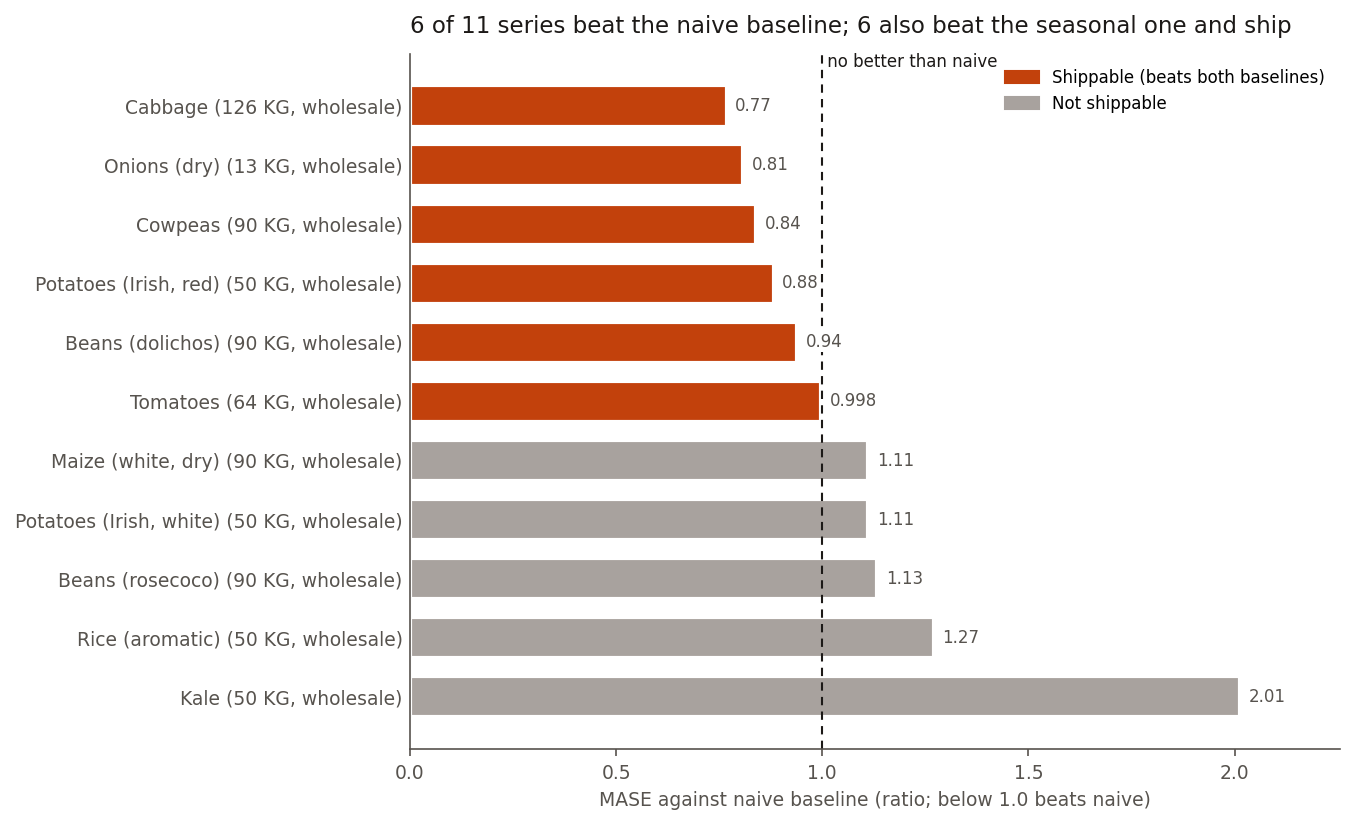 6 of 11 series beat the naive baseline; 6 also beat the seasonal one and ship
no better than naive
Shippable (beats both baselines)
Not shippable
Cabbage (126 KG, wholesale) 0.77
Onions (dry) (13 KG, wholesale) 0.81
Cowpeas (90 KG, wholesale) 0.84
Potatoes (Irish, red) (50 KG, wholesale) 0.88
Beans (dolichos) (90 KG, wholesale) 0.94
Tomatoes (64 KG, wholesale) 0.998
Maize (white, dry) (90 KG, wholesale) 1.11
Potatoes (Irish, white) (50 KG, wholesale) 1.11
Beans (rosecoco) (90 KG, wholesale) 1.13
Rice (aromatic) (50 KG, wholesale) 1.27
Kale (50 KG, wholesale) 2.01
0.0 0.5 1.0 1.5 2.0
MASE against naive baseline (ratio; below 1.0 beats naive)